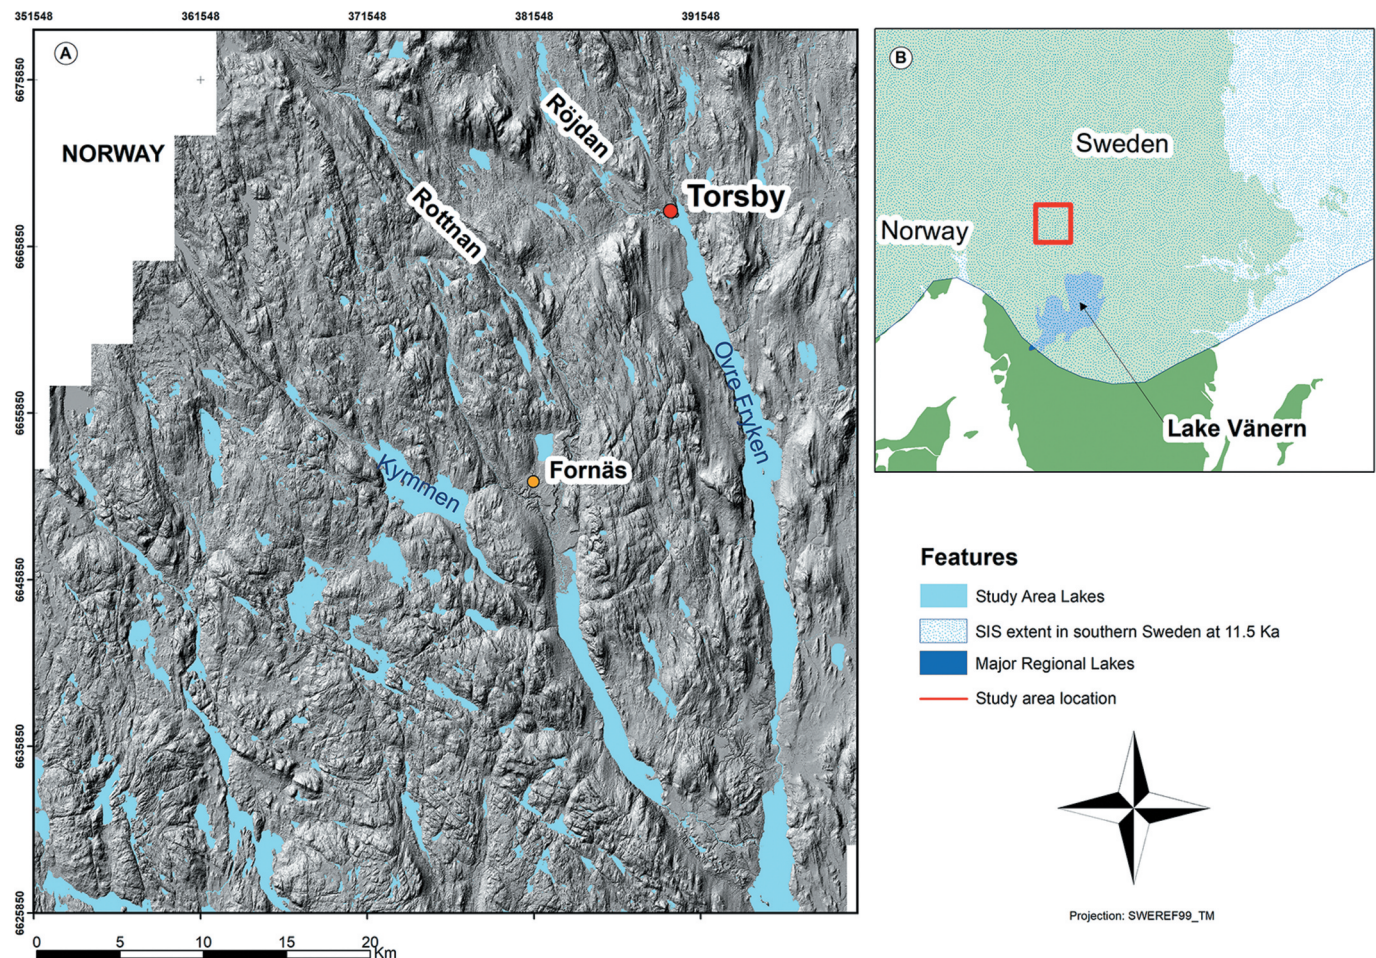 351548 361548 371548 381548 391548
A
6675850
6665850
6655850
6645850
6635850
6625850
NORWAY
Röjdan
Torsby
Rottnan
Övre Fryken
Kymmen
Fornäs
0 5 10 15 20 Km
B
Sweden
Norway
Lake Vänern
Features
Study Area Lakes
SIS extent in southern Sweden at 11.5 Ka
Major Regional Lakes
Study area location
Projection: SWEREF99_TM